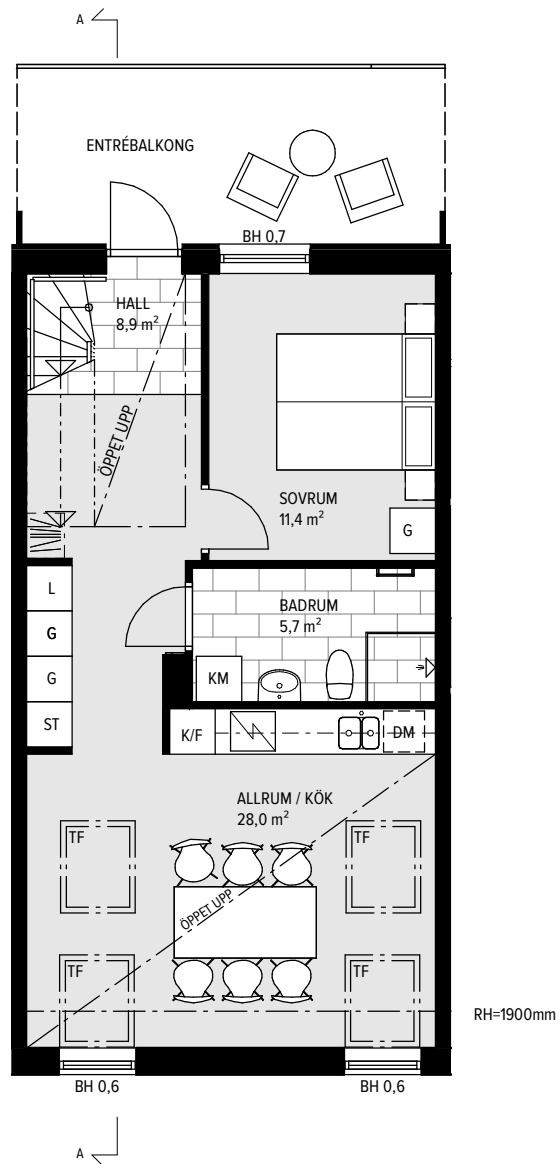 A
ENTRÉBALKONG
BH 0,7
HALL
8,9 m²
ÖPPET UPP
SOVRUM
11,4 m²
G
L
G
G
ST
BADRUM
5,7 m²
KM
K/F
DM
ALLRUM / KÖK
28,0 m²
TF
TF
ÖPPET UPP
TF
TF
RH=1900mm
BH 0,6
BH 0,6
A